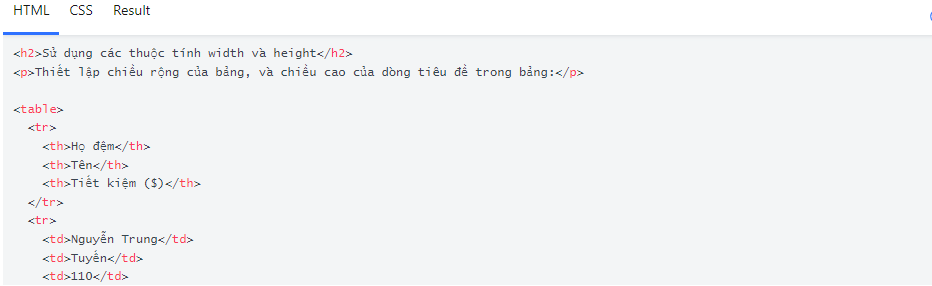 HTML CSS Result
<h2>Sử dụng các thuộc tính width và height</h2>
<p>Thiết lập chiều rộng của bảng, và chiều cao của dòng tiêu đề trong bảng:</p>
<table>
<tr>
<th>Họ đệm</th>
<th>Tên</th>
<th>Tiết kiệm ($)</th>
</tr>
<tr>
<td>Nguyễn Trung</td>
<td>Tuyến</td>
<td>110</td>